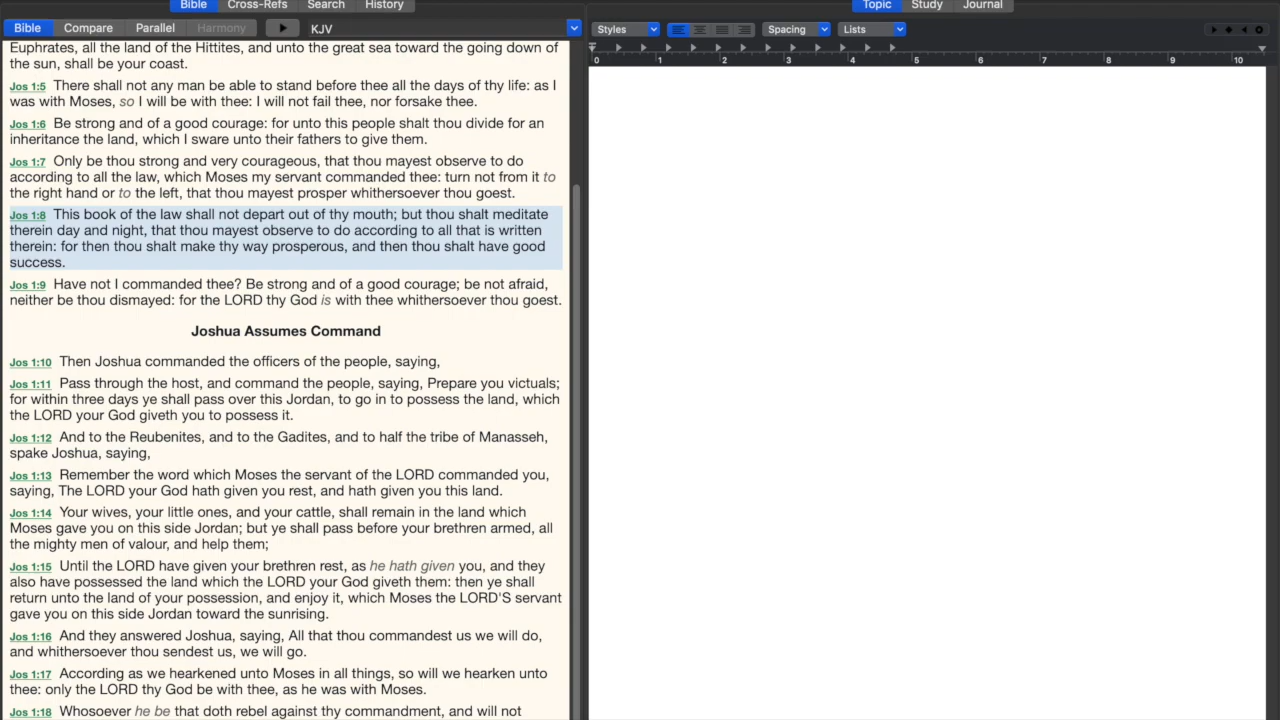 Bible Cross-Refs Search History
Topic Study Journal
Bible Compare Parallel Harmony KJV
Styles Spacing Lists
0 1 2 3 4 5 6 7 8 9 10
Euphrates, all the land of the Hittites, and unto the great sea toward the going down of
the sun, shall be your coast.
Jos 1:5 There shall not any man be able to stand before thee all the days of thy life: as I
was with Moses, so I will be with thee: I will not fail thee, nor forsake thee.
Jos 1:6 Be strong and of a good courage: for unto this people shalt thou divide for an
inheritance the land, which I sware unto their fathers to give them.
Jos 1:7 Only be thou strong and very courageous, that thou mayest observe to do
according to all the law, which Moses my servant commanded thee: turn not from it to
the right hand or to the left, that thou mayest prosper whithersoever thou goest.
Jos 1:8 This book of the law shall not depart out of thy mouth; but thou shalt meditate
therein day and night, that thou mayest observe to do according to all that is written
therein: for then thou shalt make thy way prosperous, and then thou shalt have good
success.
Jos 1:9 Have not I commanded thee? Be strong and of a good courage; be not afraid,
neither be thou dismayed: for the LORD thy God is with thee whithersoever thou goest.
Joshua Assumes Command
Jos 1:10 Then Joshua commanded the officers of the people, saying,
Jos 1:11 Pass through the host, and command the people, saying, Prepare you victuals;
for within three days ye shall pass over this Jordan, to go in to possess the land, which
the LORD your God giveth you to possess it.
Jos 1:12 And to the Reubenites, and to the Gadites, and to half the tribe of Manasseh,
spake Joshua, saying,
Jos 1:13 Remember the word which Moses the servant of the LORD commanded you,
saying, The LORD your God hath given you rest, and hath given you this land.
Jos 1:14 Your wives, your little ones, and your cattle, shall remain in the land which
Moses gave you on this side Jordan; but ye shall pass before your brethren armed, all
the mighty men of valour, and help them;
Jos 1:15 Until the LORD have given your brethren rest, as he hath given you, and they
also have possessed the land which the LORD your God giveth them: then ye shall
return unto the land of your possession, and enjoy it, which Moses the LORD'S servant
gave you on this side Jordan toward the sunrising.
Jos 1:16 And they answered Joshua, saying, All that thou commandest us we will do,
and whithersoever thou sendest us, we will go.
Jos 1:17 According as we hearkened unto Moses in all things, so will we hearken unto
thee: only the LORD thy God be with thee, as he was with Moses.
Jos 1:18 Whosoever he be that doth rebel against thy commandment, and will not